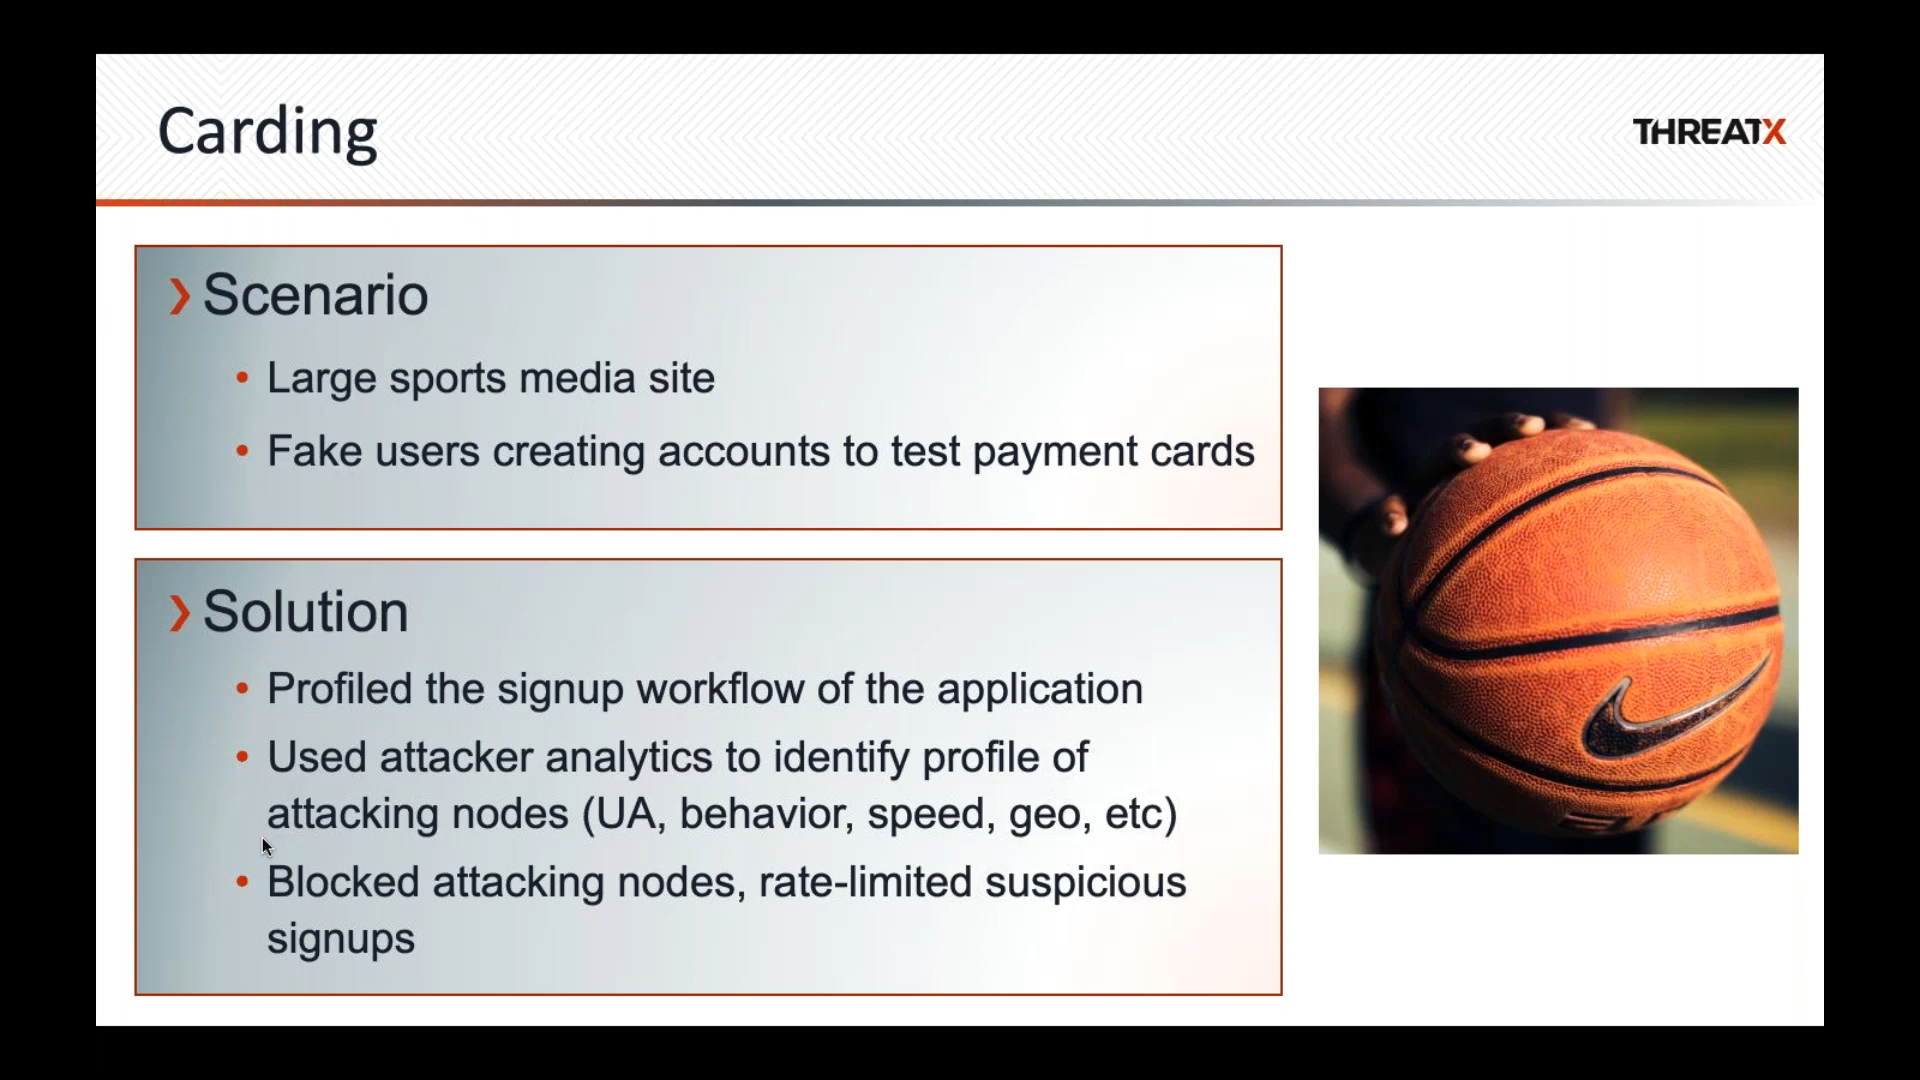 Carding
THREATX
Scenario
• Large sports media site
• Fake users creating accounts to test payment cards
Solution
• Profiled the signup workflow of the application
• Used attacker analytics to identify profile of
attacking nodes (UA, behavior, speed, geo, etc)
• Blocked attacking nodes, rate-limited suspicious
signups